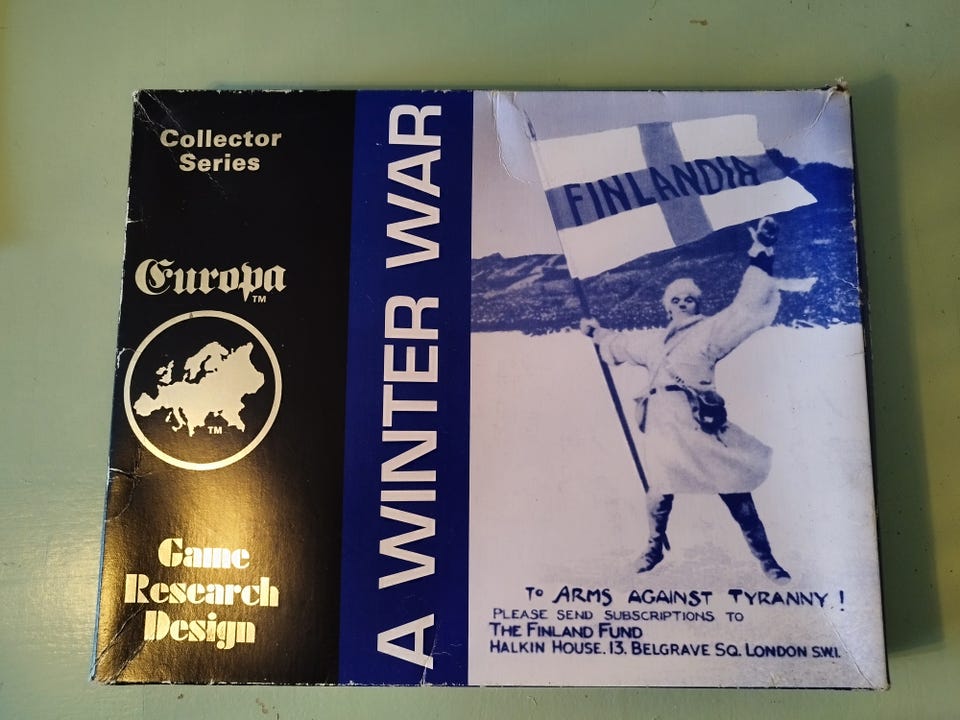 Collector
Series
Europa
TM
TM
Game
Research
Design
A WINTER WAR
FINLANDIA
TO ARMS AGAINST TYRANNY !
PLEASE SEND SUBSCRIPTIONS TO
THE FINLAND FUND
HALKIN HOUSE. 13. BELGRAVE SQ. LONDON S.W.1.